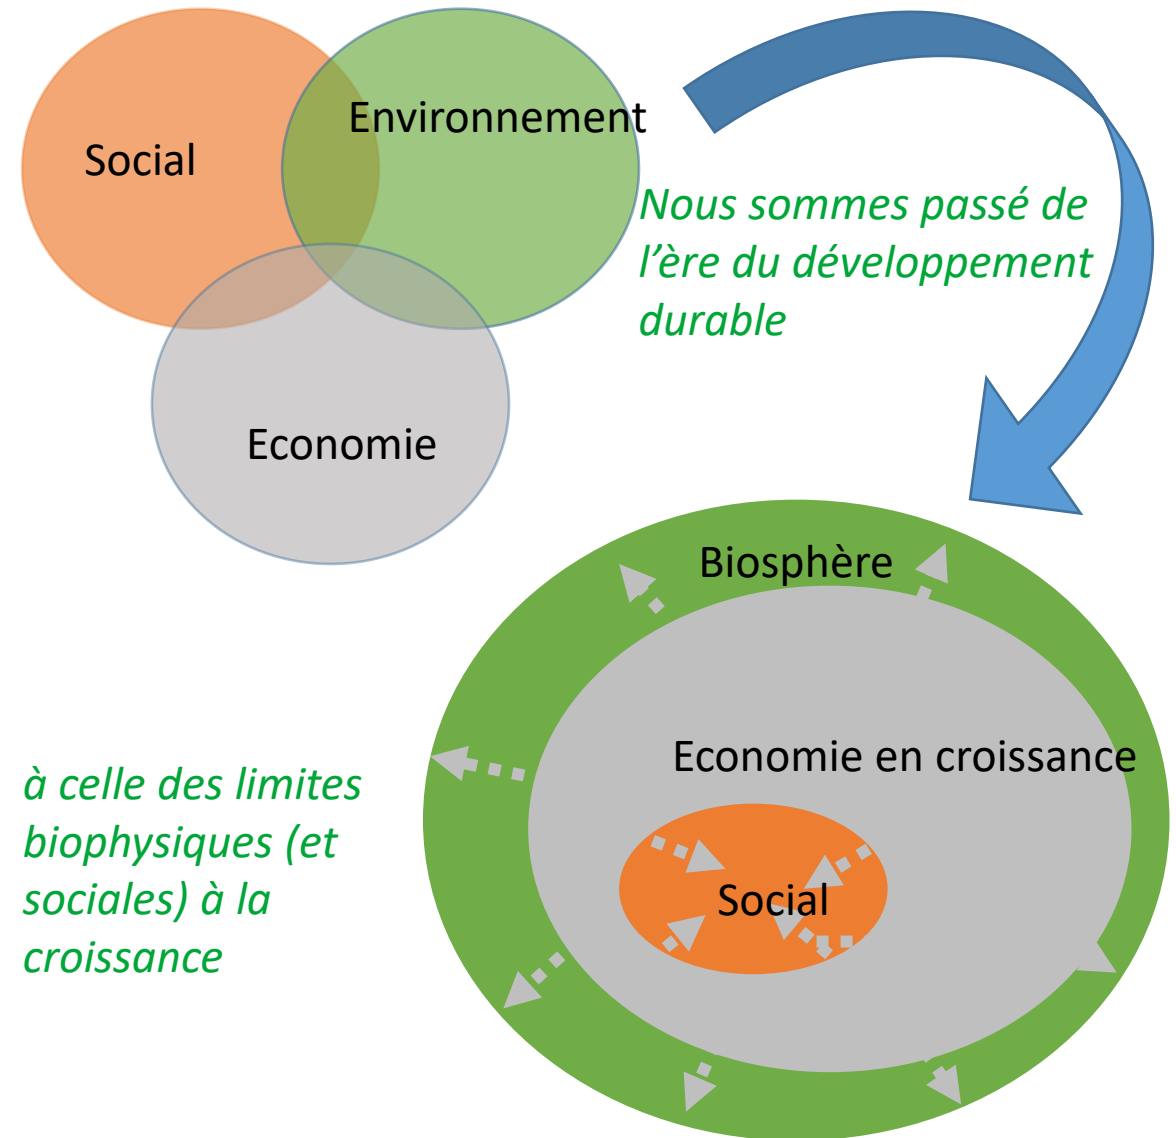 Environnement
Social
Nous sommes passé de
l’ère du développement
durable
Economie
Biosphère
Economie en croissance
à celle des limites
biophysiques (et
sociales) à la
croissance
Social